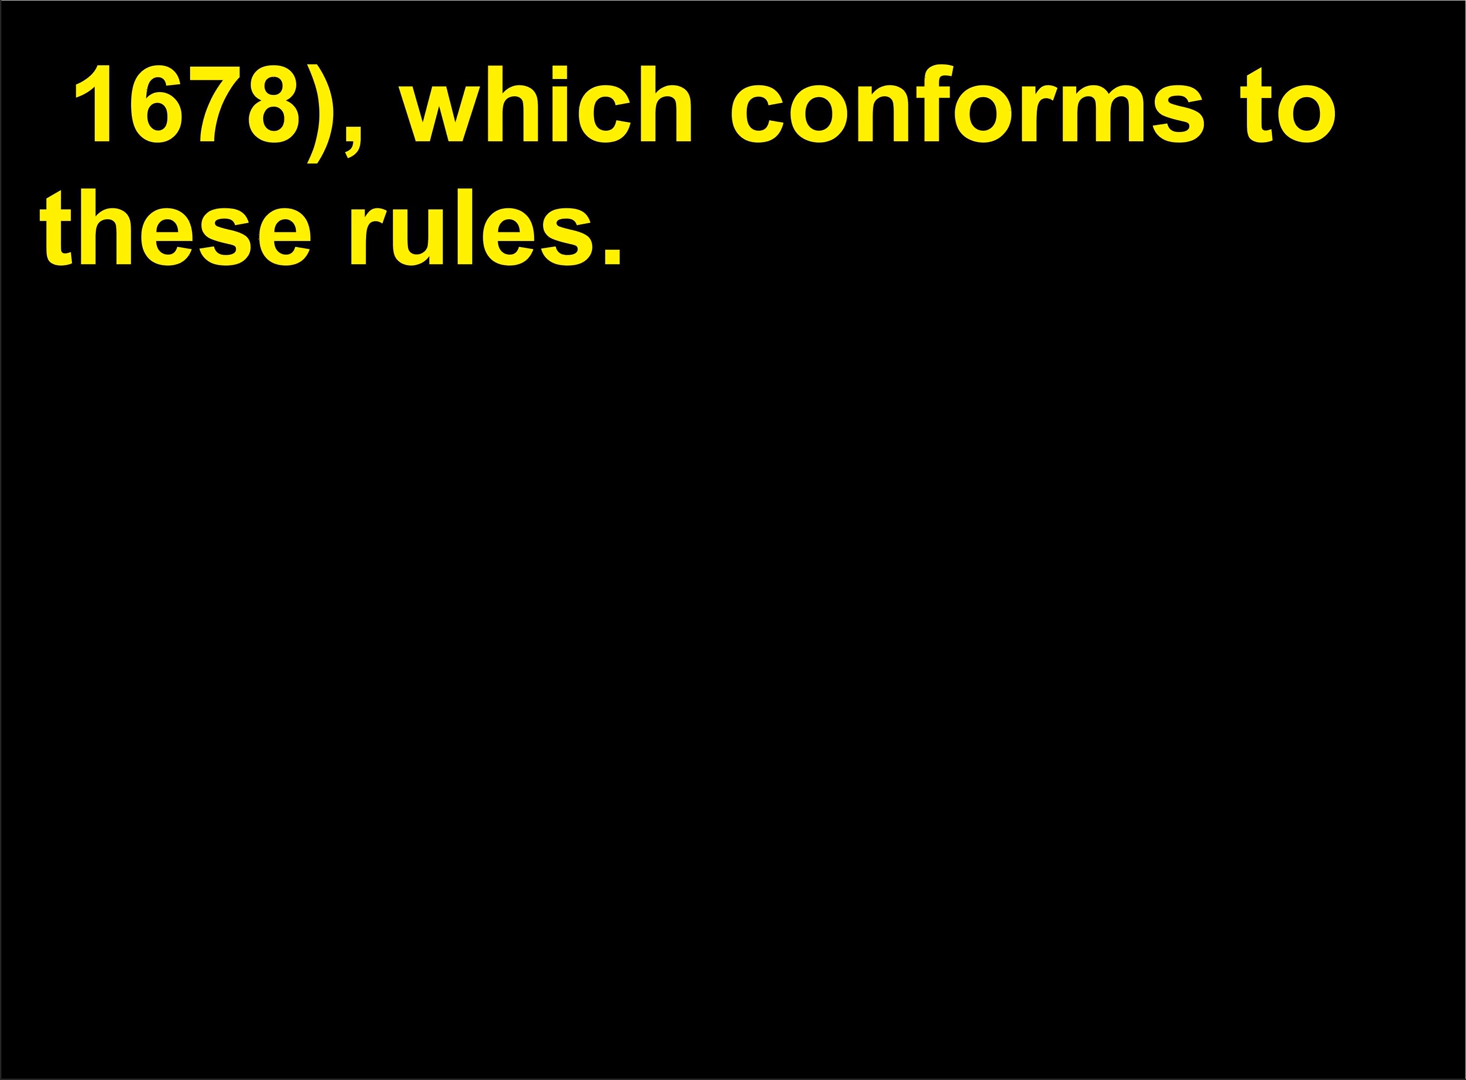 1678), which conforms to
these rules.